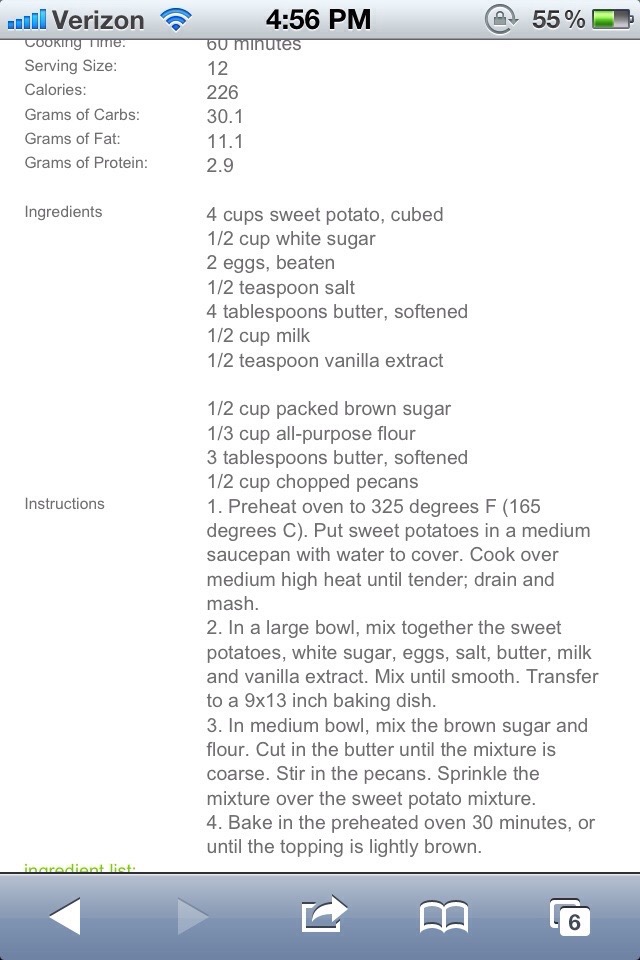 Verizon 4:56 PM 55%
Cooking Time: 60 minutes
Serving Size: 12
Calories: 226
Grams of Carbs: 30.1
Grams of Fat: 11.1
Grams of Protein: 2.9
Ingredients 4 cups sweet potato, cubed
1/2 cup white sugar
2 eggs, beaten
1/2 teaspoon salt
4 tablespoons butter, softened
1/2 cup milk
1/2 teaspoon vanilla extract
1/2 cup packed brown sugar
1/3 cup all-purpose flour
3 tablespoons butter, softened
1/2 cup chopped pecans
Instructions 1. Preheat oven to 325 degrees F (165
degrees C). Put sweet potatoes in a medium
saucepan with water to cover. Cook over
medium high heat until tender; drain and
mash.
2. In a large bowl, mix together the sweet
potatoes, white sugar, eggs, salt, butter, milk
and vanilla extract. Mix until smooth. Transfer
to a 9x13 inch baking dish.
3. In medium bowl, mix the brown sugar and
flour. Cut in the butter until the mixture is
coarse. Stir in the pecans. Sprinkle the
mixture over the sweet potato mixture.
4. Bake in the preheated oven 30 minutes, or
until the topping is lightly brown.
ingredient list:
6